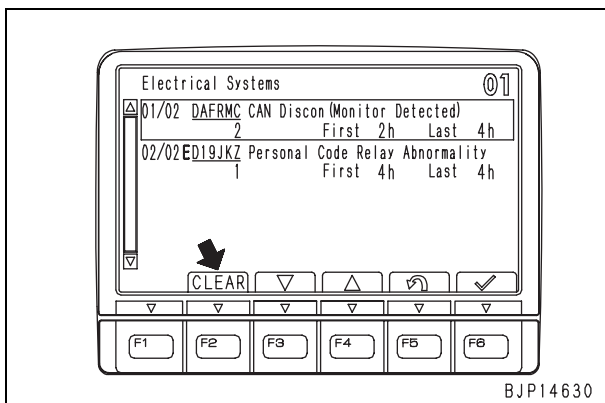 Electrical Systems 01
01/02 DAFRMC CAN Discon (Monitor Detected)
2 First 2h Last 4h
02/02 E D19JKZ Personal Code Relay Abnormality
1 First 4h Last 4h
CLEAR
F1 F2 F3 F4 F5 F6
BJP14630